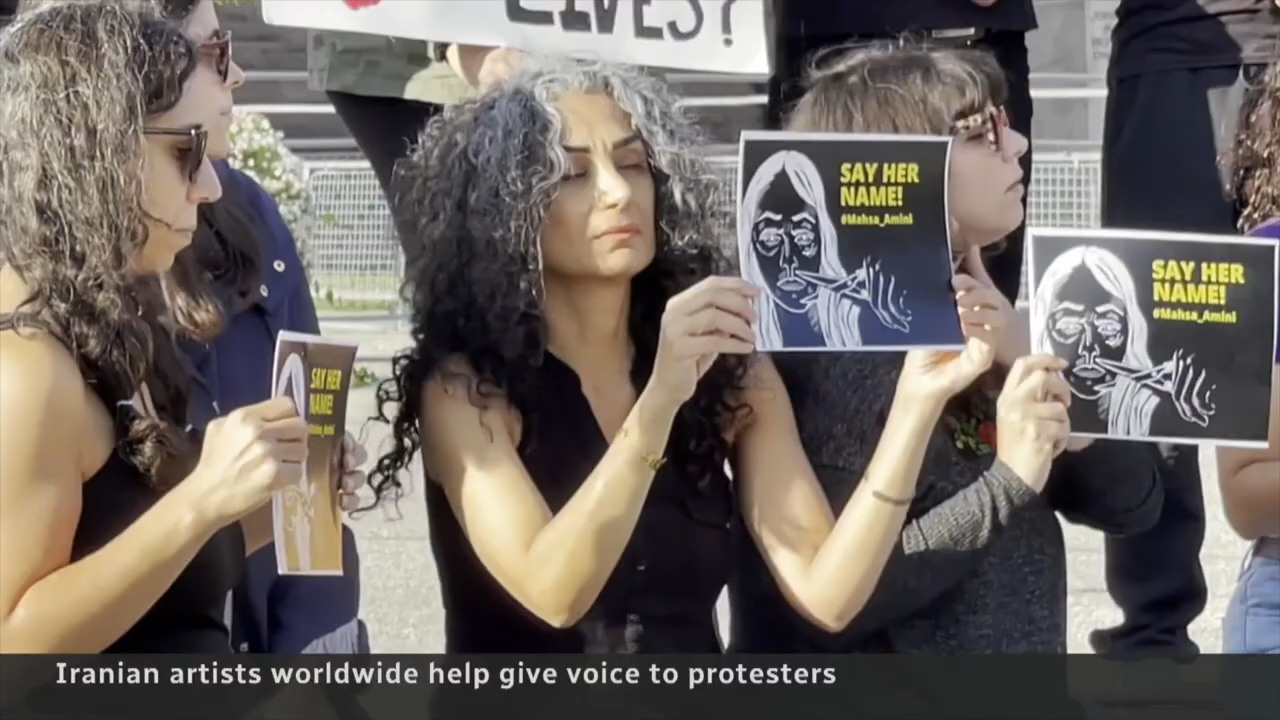 LIVES?
SAY HER
NAME!
#Mahsa_Amini
SAY HER
NAME!
#Mahsa_Amini
SAY HER
NAME!
#Mahsa_Amini
Iranian artists worldwide help give voice to protesters